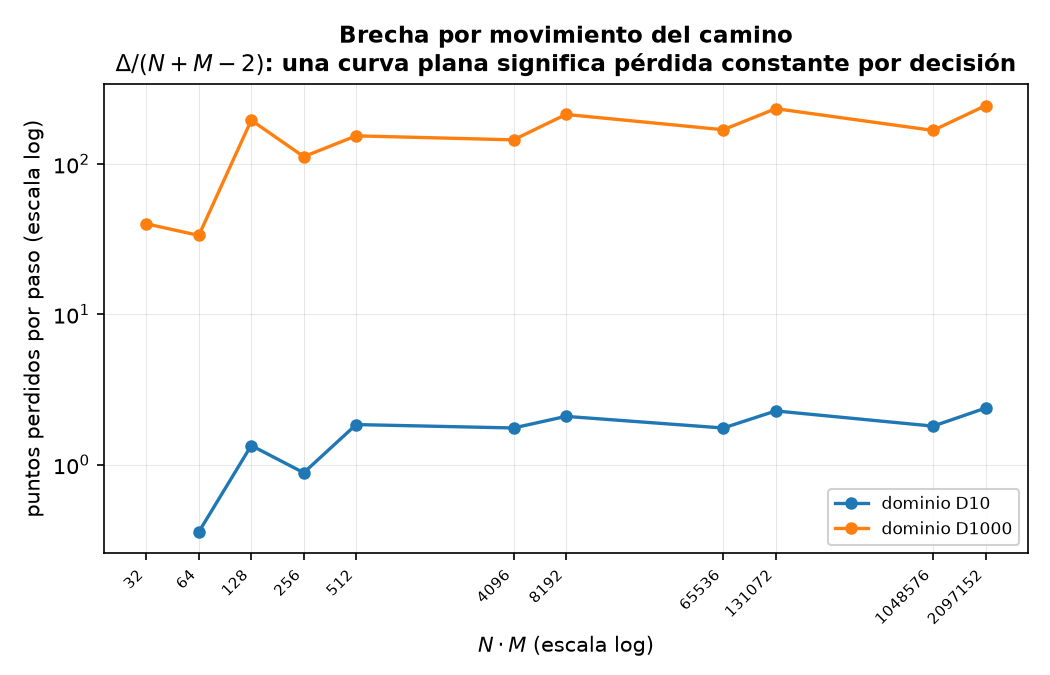 Brecha por movimiento del camino
Δ/(N + M − 2): una curva plana significa pérdida constante por decisión
puntos perdidos por paso (escala log)
10²
10¹
10⁰
dominio D10
dominio D1000
32
64
128
256
512
4096
8192
65536
131072
1048576
2097152
N · M (escala log)